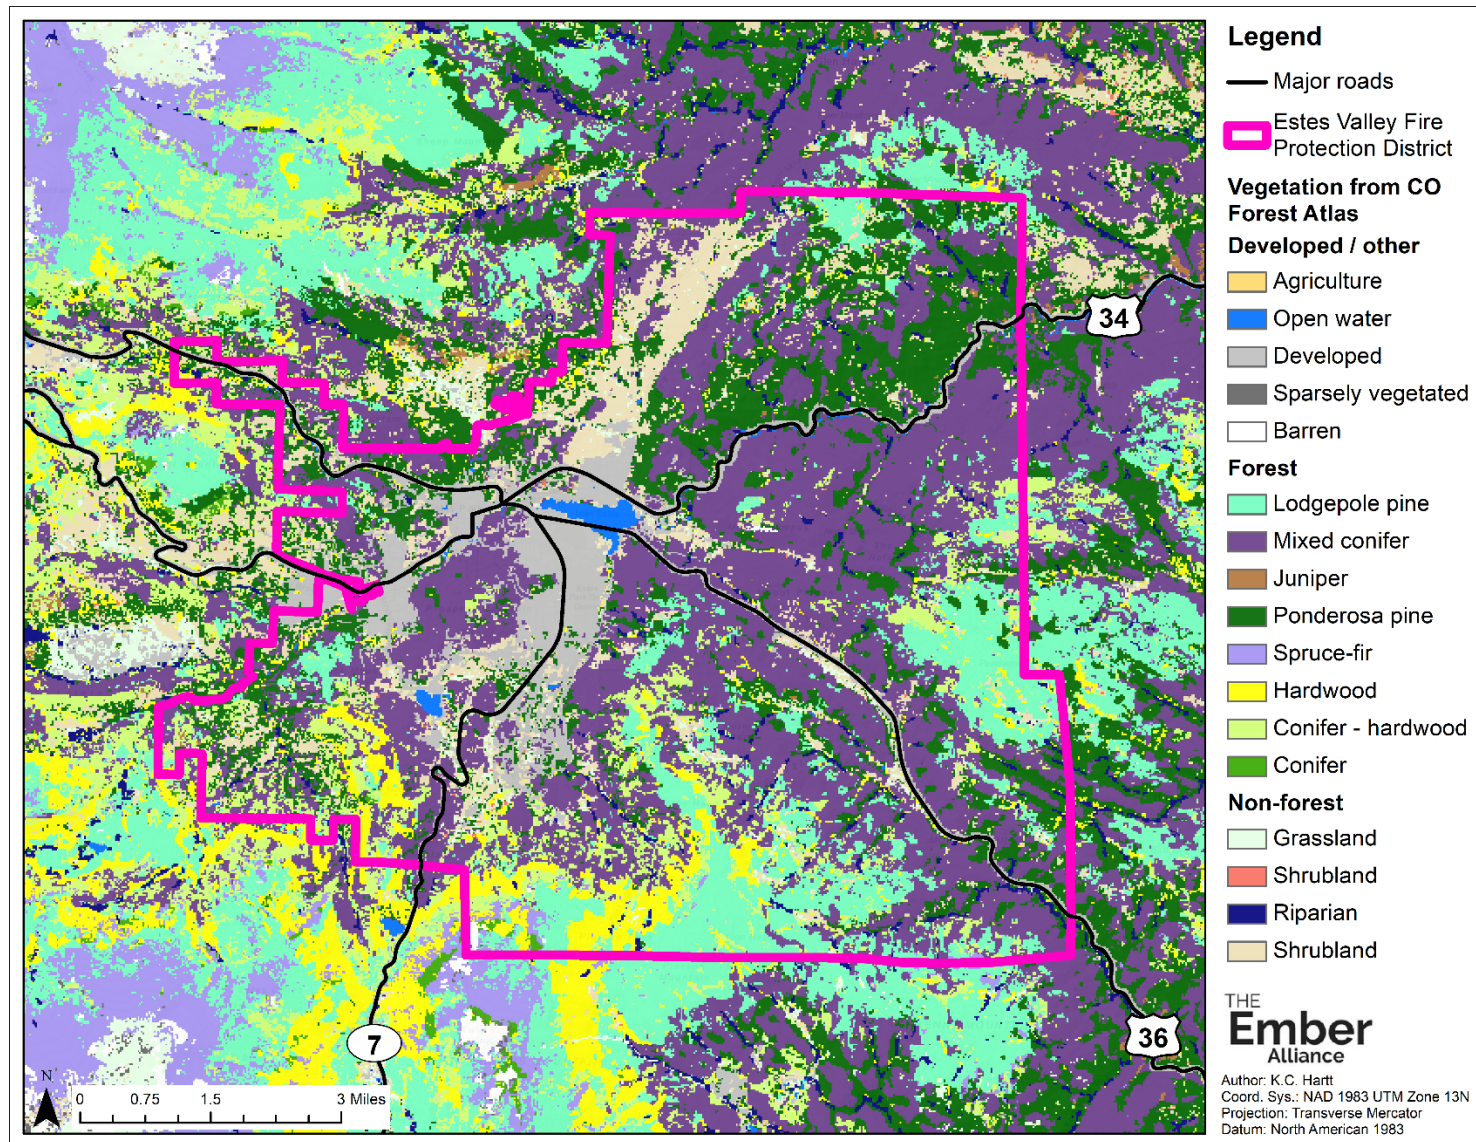 Legend
Major roads
Estes Valley Fire
Protection District
Vegetation from CO
Forest Atlas
Developed / other
Agriculture
Open water
Developed
Sparsely vegetated
Barren
Forest
Lodgepole pine
Mixed conifer
Juniper
Ponderosa pine
Spruce-fir
Hardwood
Conifer - hardwood
Conifer
Non-forest
Grassland
Shrubland
Riparian
Shrubland
34
36
7
N
0 0.75 1.5 3 Miles
THE
Ember
Alliance
Author: K.C. Hartt
Coord. Sys.: NAD 1983 UTM Zone 13N
Projection: Transverse Mercator
Datum: North American 1983